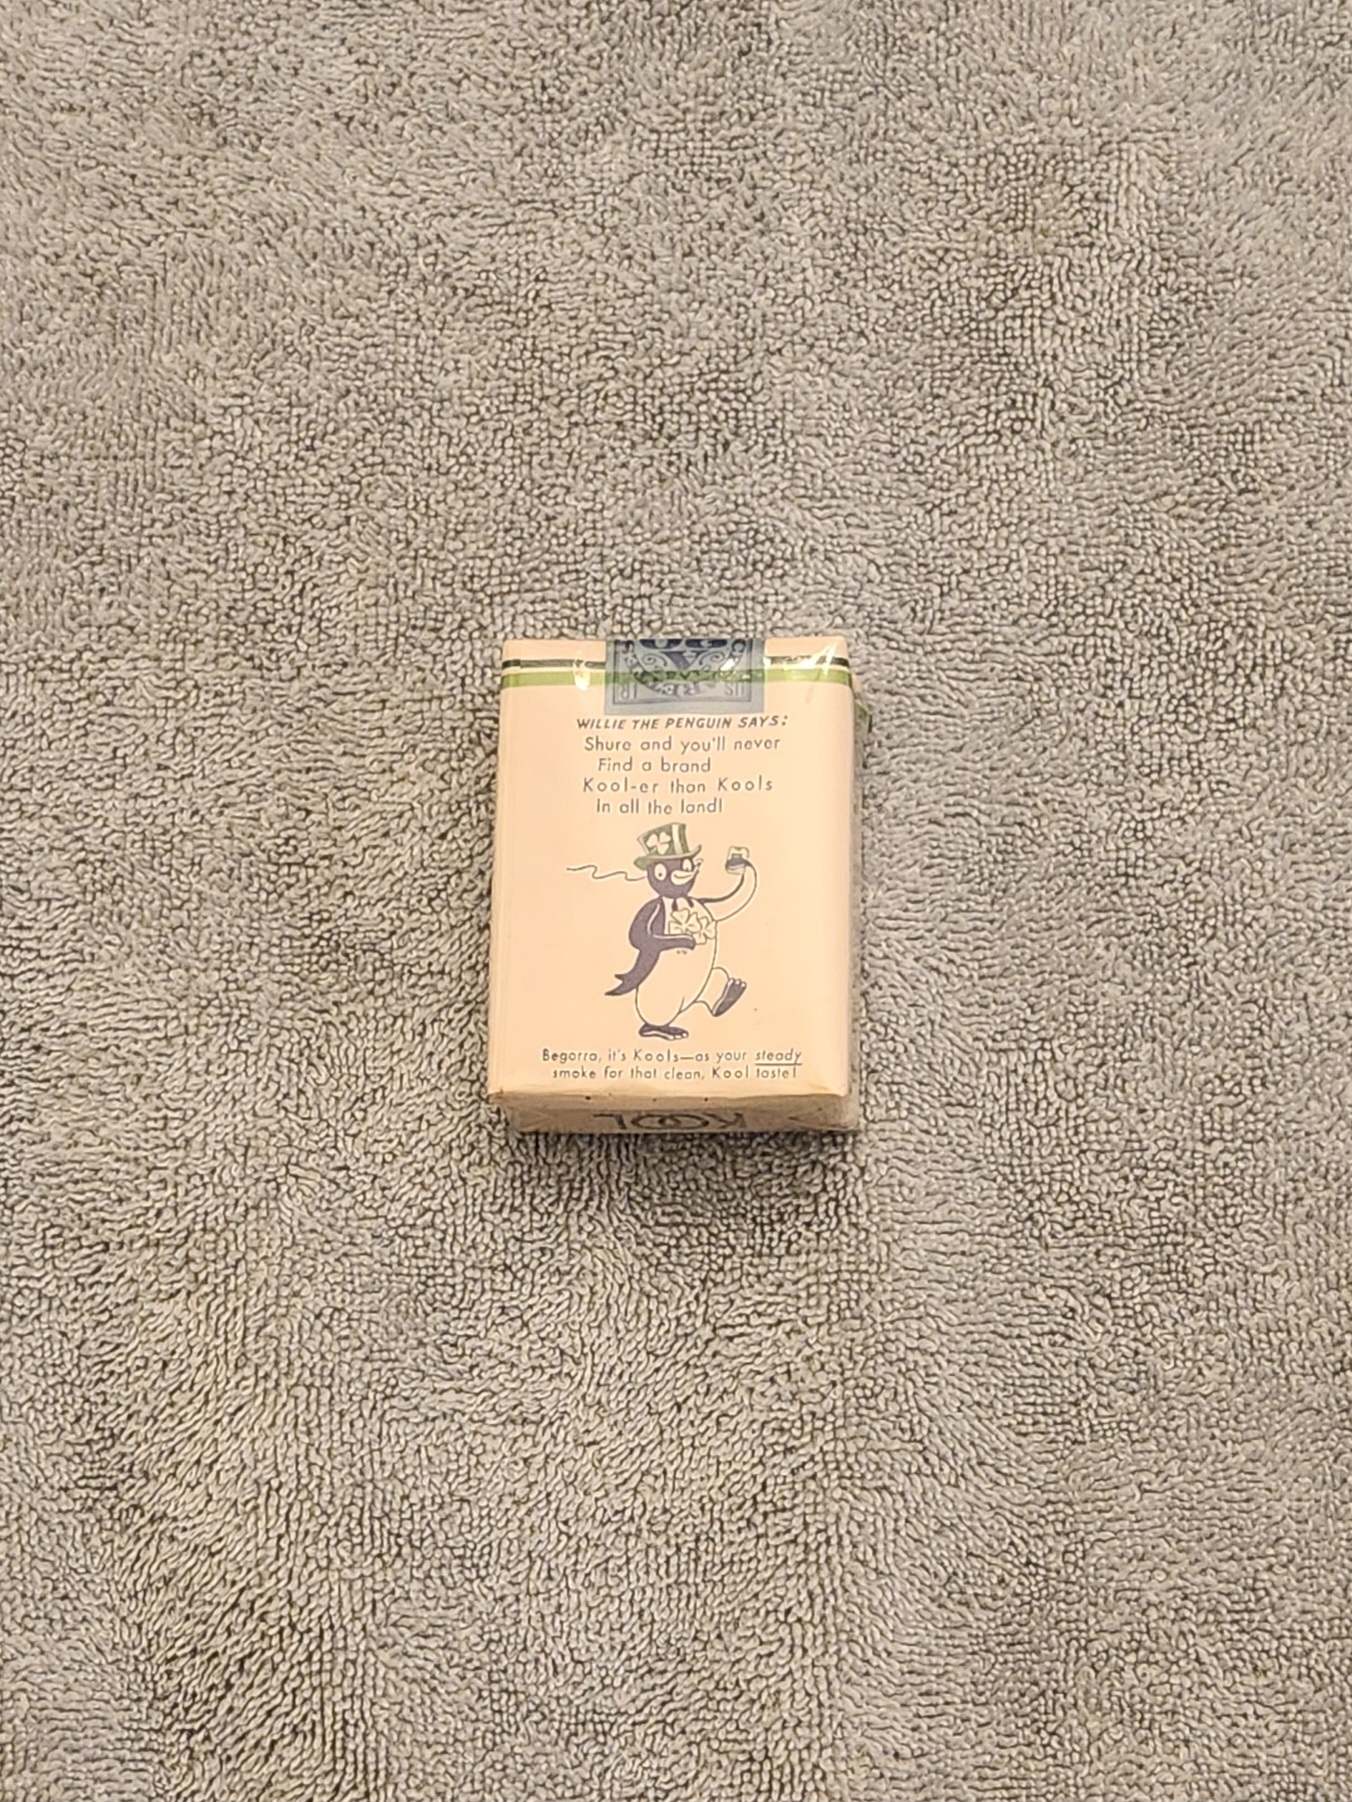 WILLIE THE PENGUIN SAYS:
Shure and you'll never
Find a brand
Kool-er than Kools
in all the land!
Begorra, it's Kools—as your steady
smoke for that clean, Kool taste!
KOOL